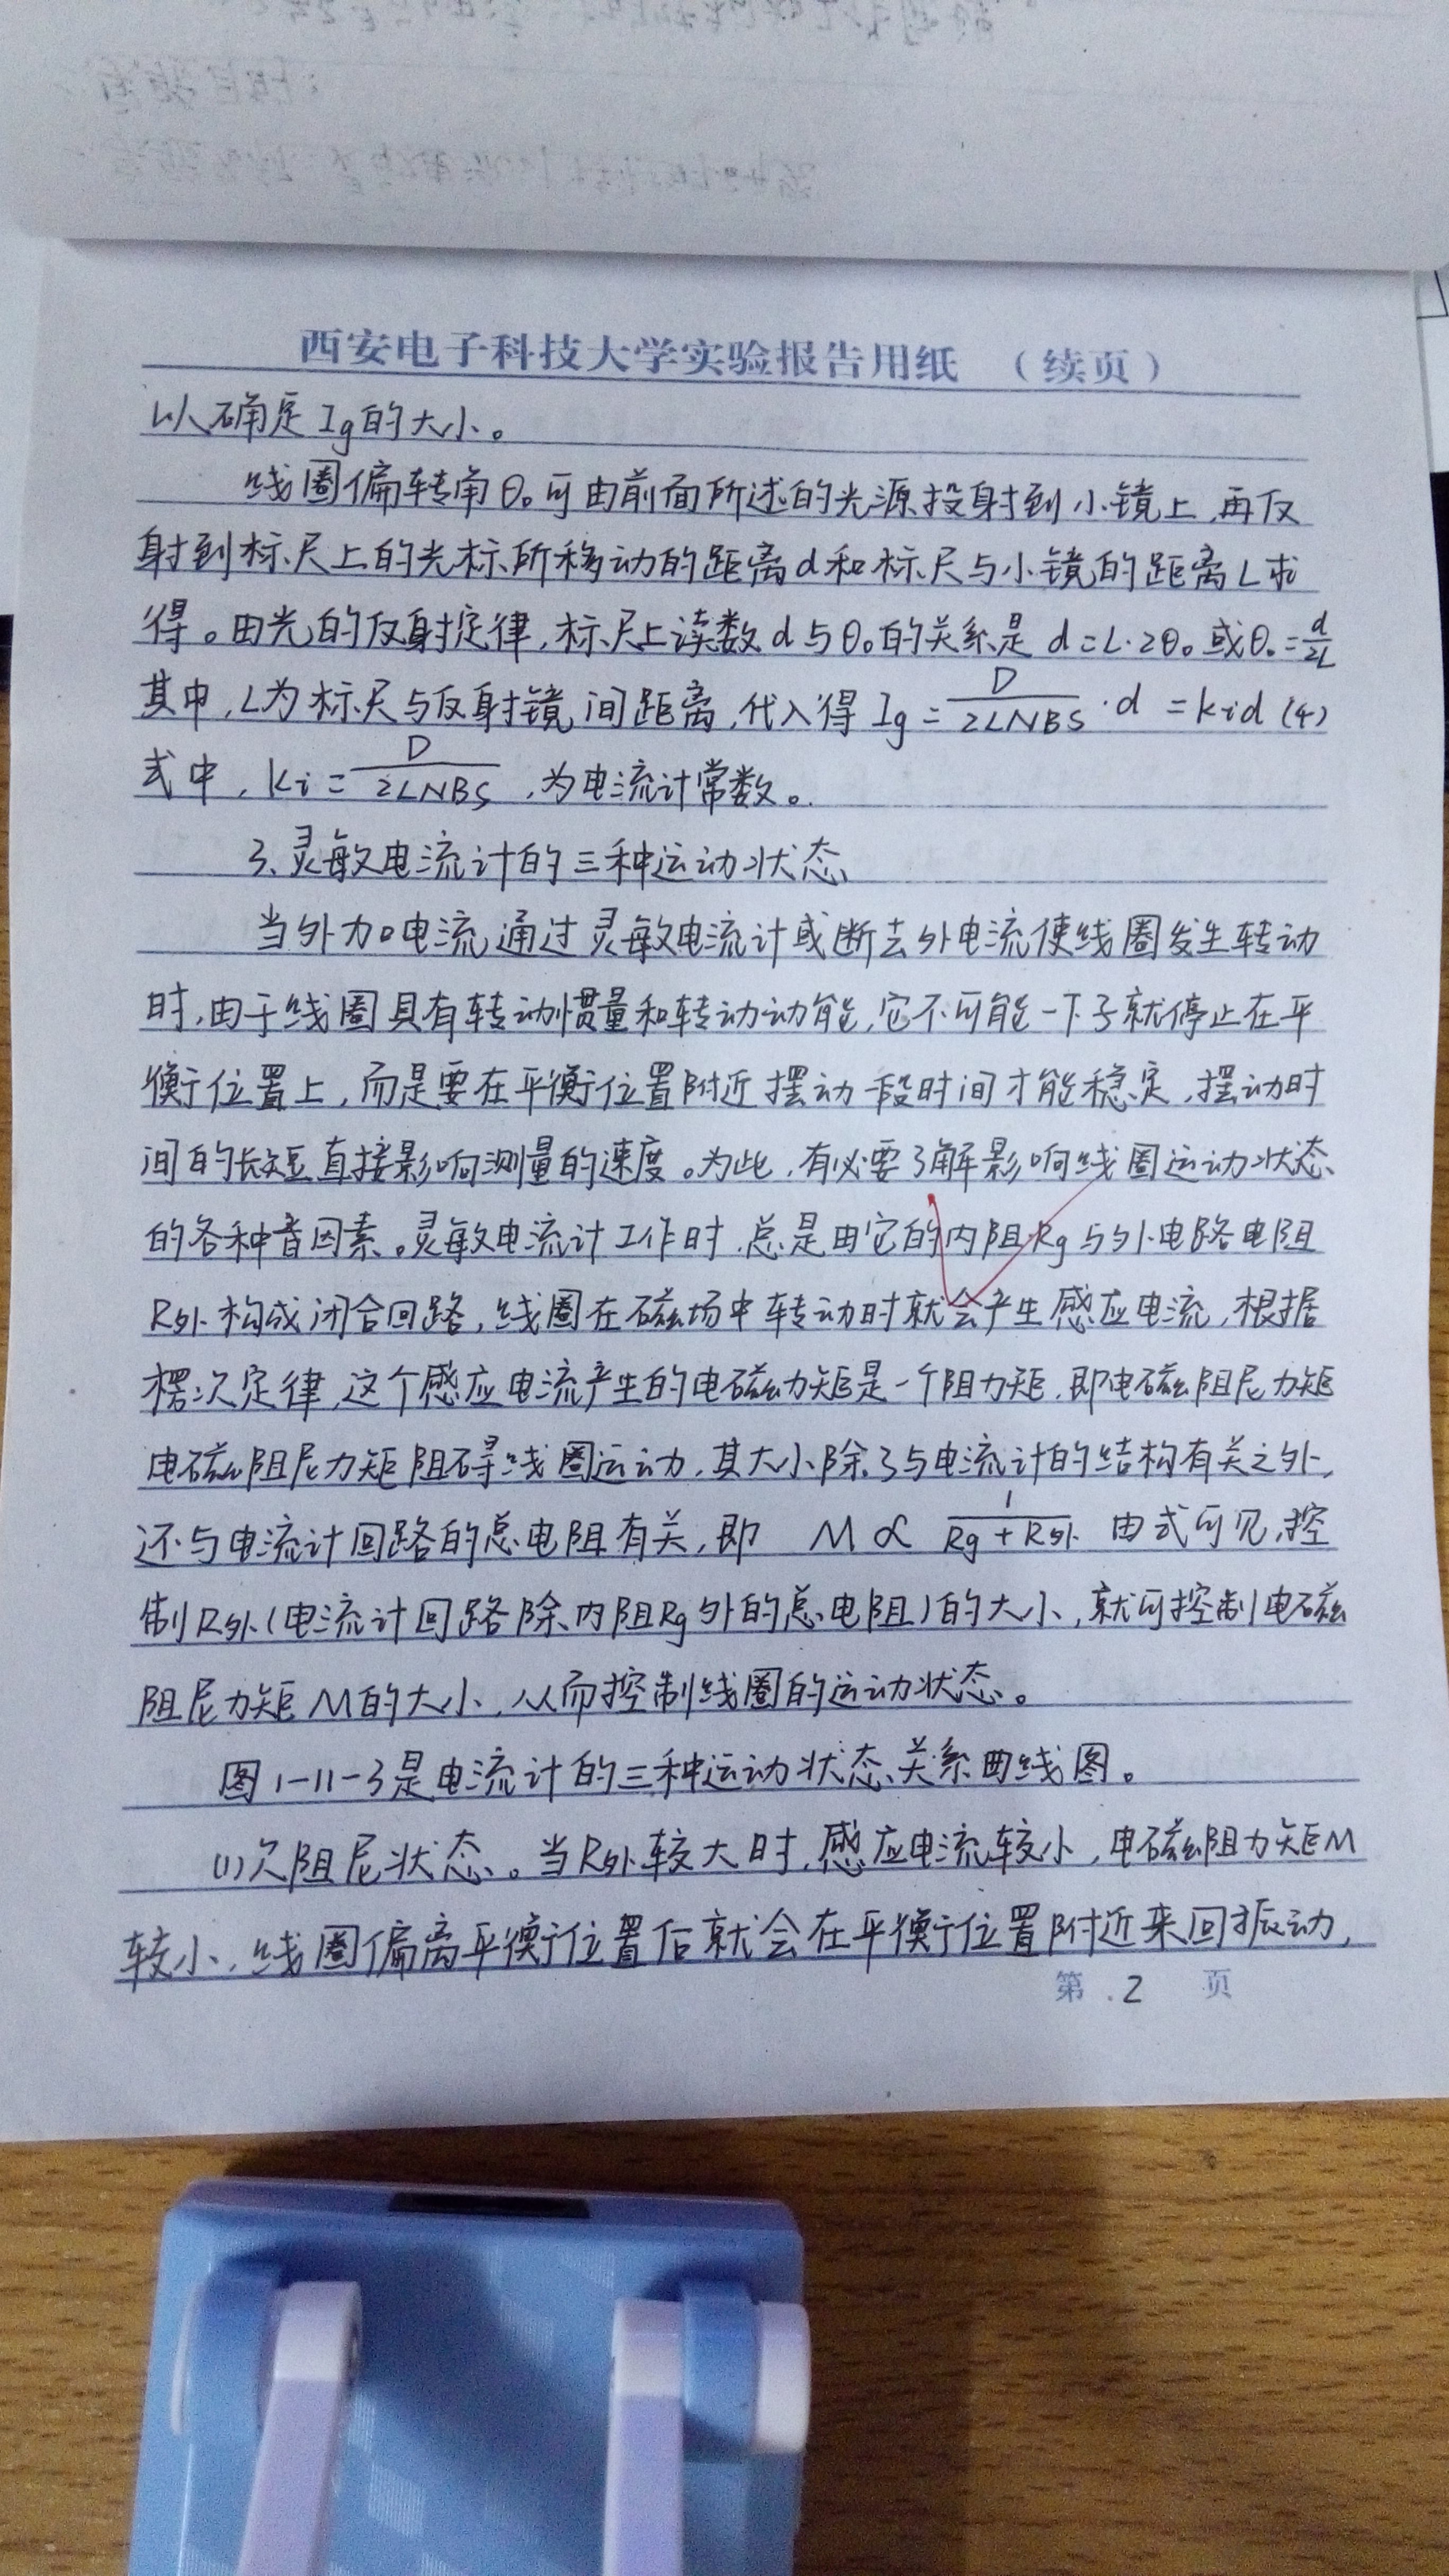 西安电子科技大学实验报告用纸 （续页）
以确定Ig的大小。
线圈偏转角θ₀可由前面所述的光源投射到小镜上,再反
射到标尺上的光标所移动的距离d和标尺与小镜的距离L求
得。由光的反射定律,标尺上读数d与θ₀的关系是 d=L·2θ₀ 或θ₀=d/2L
其中,L为标尺与反射镜间距离,代入得 Ig=D/2LNBS·d =kid (4)
式中, ki=D/2LNBS ,为电流计常数。
3、灵敏电流计的三种运动状态
当外加电流通过灵敏电流计或断去外电流使线圈发生转动
时,由于线圈具有转动惯量和转动动能,它不可能一下子就停止在平
衡位置上,而是要在平衡位置附近摆动一段时间才能稳定,摆动时
间的长短直接影响测量的速度。为此,有必要了解影响线圈运动状态
的各种因素。灵敏电流计工作时,总是由它的内阻Rg与外电路电阻
R外构成闭合回路,线圈在磁场中转动时就会产生感应电流,根据
楞次定律,这个感应电流产生的电磁力矩是一个阻力矩,即电磁阻尼力矩
电磁阻尼力矩阻碍线圈运动,其大小除了与电流计的结构有关之外,
还与电流计回路的总电阻有关,即 M∝1/Rg+R外 由式可见,控
制R外(电流计回路除内阻Rg外的总电阻)的大小,就可控制电磁
阻尼力矩M的大小,从而控制线圈的运动状态。
图1-11-3是电流计的三种运动状态关系曲线图。
(1)欠阻尼状态。当R外较大时,感应电流较小,电磁阻力矩M
较小,线圈偏离平衡位置后就会在平衡位置附近来回振动,
第.2 页